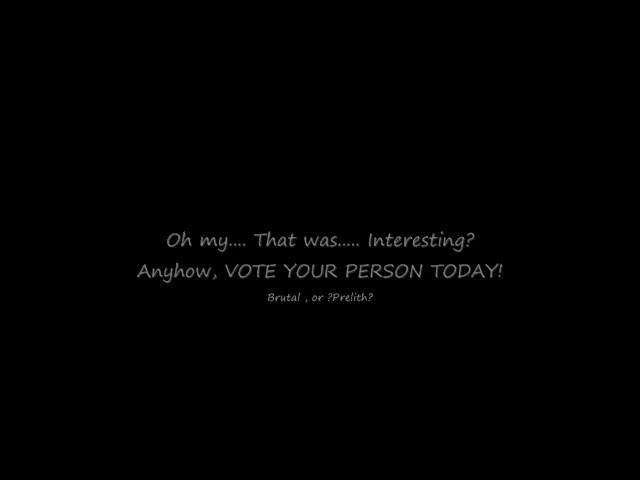 Oh my.... That was..... Interesting?
Anyhow, VOTE YOUR PERSON TODAY!
Brutal , or ?Prelith?